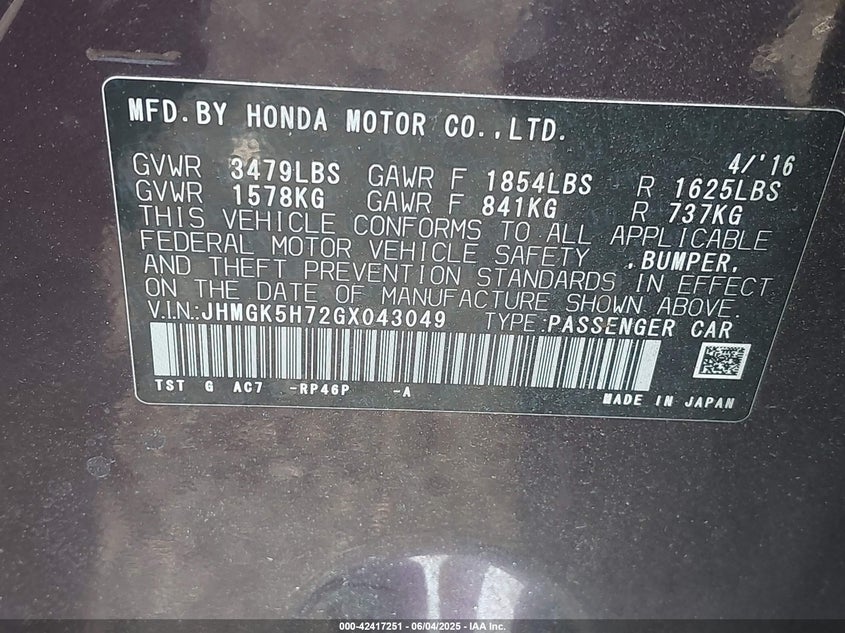 MFD. BY HONDA MOTOR CO.,LTD.
4/'16
GVWR 3479LBS GAWR F 1854LBS R 1625LBS
GVWR 1578KG GAWR F 841KG R 737KG
THIS VEHICLE CONFORMS TO ALL APPLICABLE
FEDERAL MOTOR VEHICLE SAFETY ,BUMPER,
AND THEFT PREVENTION STANDARDS IN EFFECT
ON THE DATE OF MANUFACTURE SHOWN ABOVE.
V.I.N.:JHMGK5H72GX043049 TYPE:PASSENGER CAR
TST G AC7 -RP46P -A MADE IN JAPAN
000-42417251 - 06/04/2025 - IAA Inc.